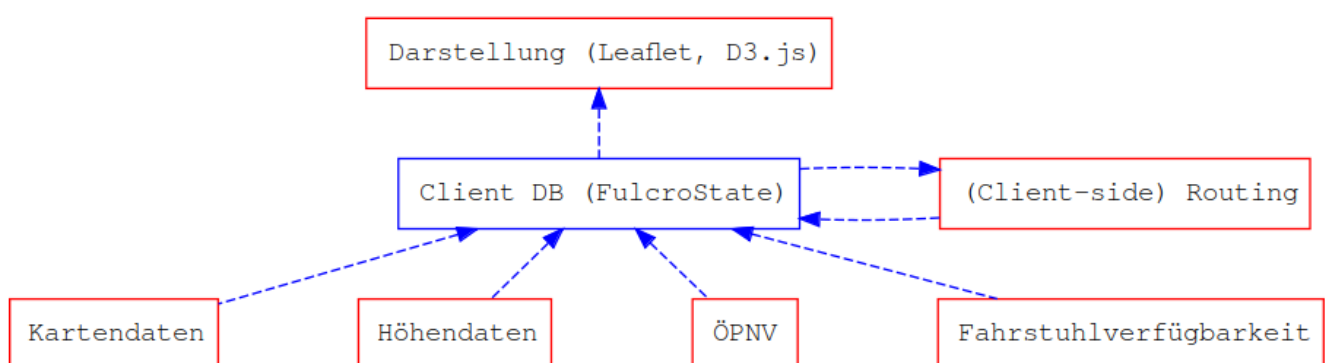 Darstellung (Leaflet, D3.js)
Client DB (FulcroState)
(Client-side) Routing
Kartendaten
Höhendaten
ÖPNV
Fahrstuhlverfügbarkeit